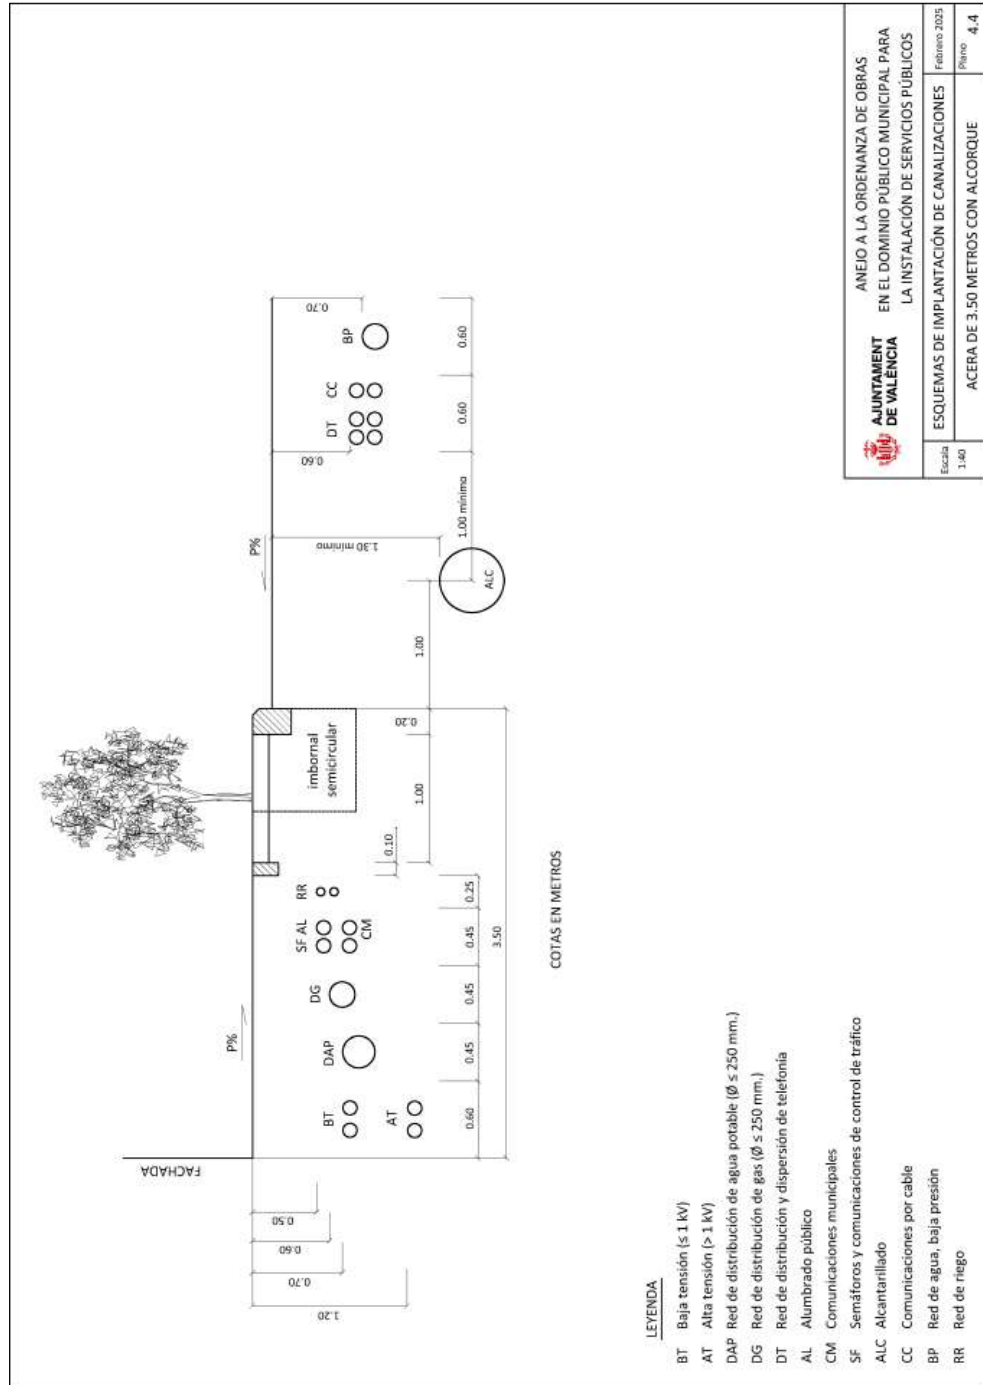 FACHADA
P%
P%
0.50
0.60
0.70
1.20
BT
AT
DAP
DG
SF AL
CM
RR
imbornal
semicircular
0.10
1.00
0.20
1.00
0.60
0.45
0.45
0.45
0.25
3.50
ALC
1.30 mínimo
1.00 mínimo
0.60
DT
CC
BP
0.70
0.60
0.60
COTAS EN METROS
LEYENDA
BT Baja tensión (≤ 1 kV)
AT Alta tensión (> 1 kV)
DAP Red de distribución de agua potable (Ø ≤ 250 mm.)
DG Red de distribución de gas (Ø ≤ 250 mm.)
DT Red de distribución y dispersión de telefonía
AL Alumbrado público
CM Comunicaciones municipales
SF Semáforos y comunicaciones de control de tráfico
ALC Alcantarillado
CC Comunicaciones por cable
BP Red de agua, baja presión
RR Red de riego
AJUNTAMENT
DE VALÈNCIA
ANEJO A LA ORDENANZA DE OBRAS
EN EL DOMINIO PÚBLICO MUNICIPAL PARA
LA INSTALACIÓN DE SERVICIOS PÚBLICOS
Escala
1:40
ESQUEMAS DE IMPLANTACIÓN DE CANALIZACIONES
ACERA DE 3.50 METROS CON ALCORQUE
Febrero 2025
Plano
4.4